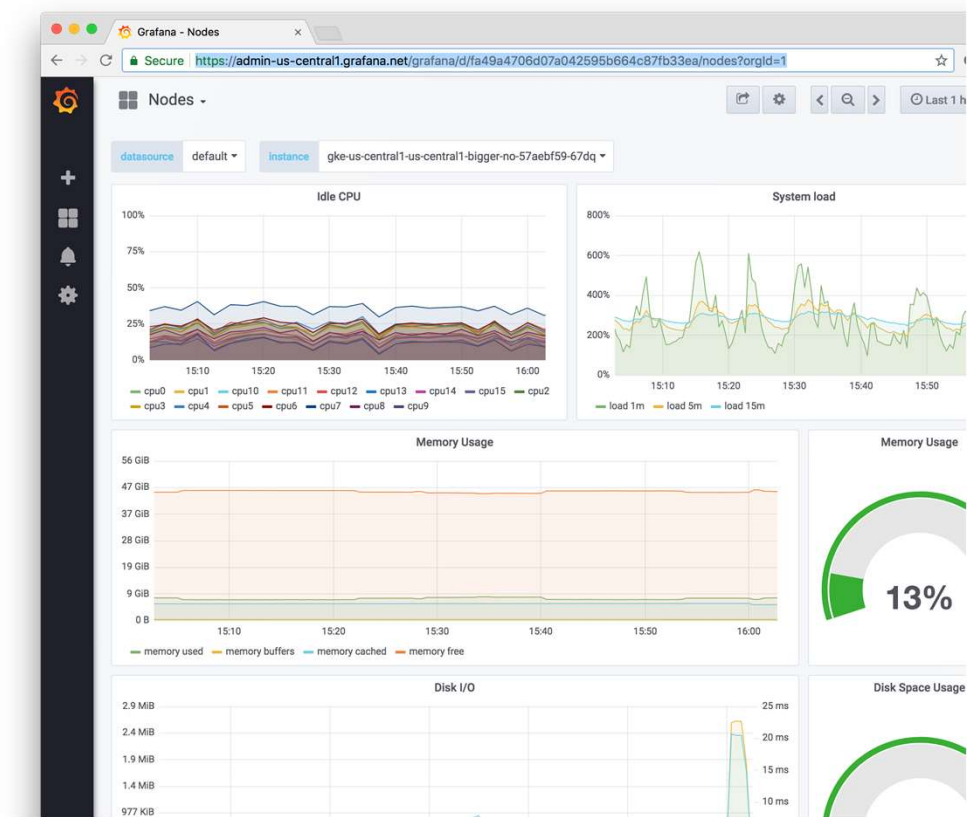 Grafana - Nodes
Secure https://admin-us-central1.grafana.net/grafana/d/fa49a4706d07a042595b664c87fb33ea/nodes?orgId=1
Nodes
Last 1 h
datasource default instance gke-us-central1-us-central1-bigger-no-57aebf59-67dq
Idle CPU
100%
75%
50%
25%
0%
15:10 15:20 15:30 15:40 15:50 16:00
cpu0 cpu1 cpu10 cpu11 cpu12 cpu13 cpu14 cpu15 cpu2
cpu3 cpu4 cpu5 cpu6 cpu7 cpu8 cpu9
System load
800%
600%
400%
200%
0%
15:10 15:20 15:30 15:40 15:50
load 1m load 5m load 15m
Memory Usage
56 GiB
47 GiB
37 GiB
28 GiB
19 GiB
9 GiB
0 B
15:10 15:20 15:30 15:40 15:50 16:00
memory used memory buffers memory cached memory free
Memory Usage
13%
Disk I/O
2.9 MiB
2.4 MiB
1.9 MiB
1.4 MiB
977 KiB
25 ms
20 ms
15 ms
10 ms
Disk Space Usage